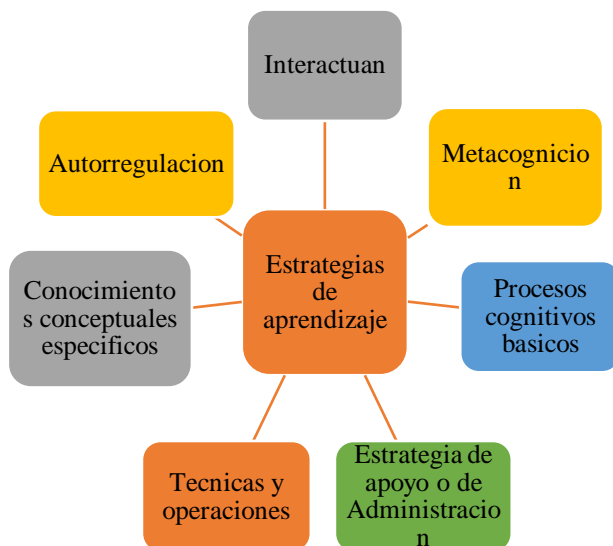 Interactuan
Autorregulacion
Metacognicio
n
Estrategias
de
aprendizaje
Conocimiento
s conceptuales
especificos
Procesos
cognitivos
basicos
Tecnicas y
operaciones
Estrategia de
apoyo o de
Administracio
n